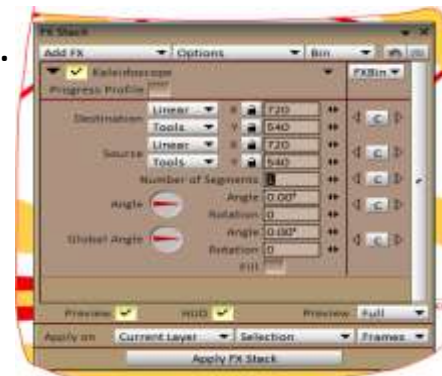 FX Stack
Add FX Options Bin
Kaleidoscope FXBin
Progress Profile
Destination Linear X 720
Tools Y 540
Source Linear X 720
Tools Y 540
Number of Segments
Angle Angle 0.00°
Rotation 0
Global Angle Angle 0.00°
Rotation 0
Fill
Preview HUD Preview Full
Apply on Current Layer Selection Frames
Apply FX Stack